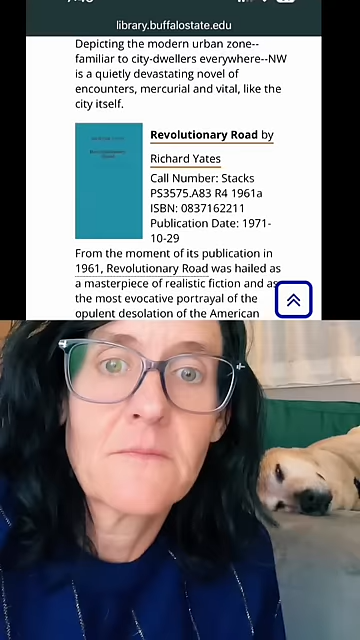 library.buffalostate.edu
Depicting the modern urban zone--
familiar to city-dwellers everywhere--NW
is a quietly devastating novel of
encounters, mercurial and vital, like the
city itself.
Revolutionary Road by
Richard Yates
Call Number: Stacks
PS3575.A83 R4 1961a
ISBN: 0837162211
Publication Date: 1971-
10-29
From the moment of its publication in
1961, Revolutionary Road was hailed as
a masterpiece of realistic fiction and as
the most evocative portrayal of the
opulent desolation of the American